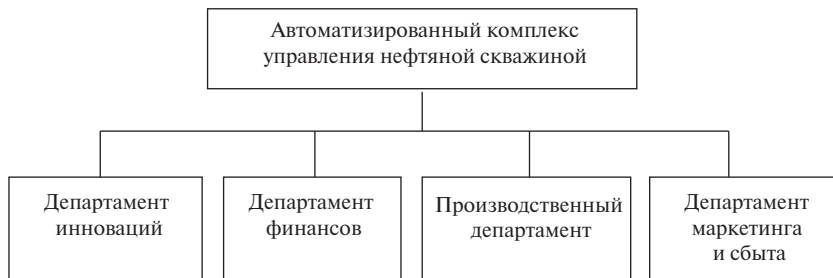 Автоматизированный комплекс
управления нефтяной скважиной
Департамент
инноваций
Департамент
финансов
Производственный
департамент
Департамент
маркетинга
и сбыта